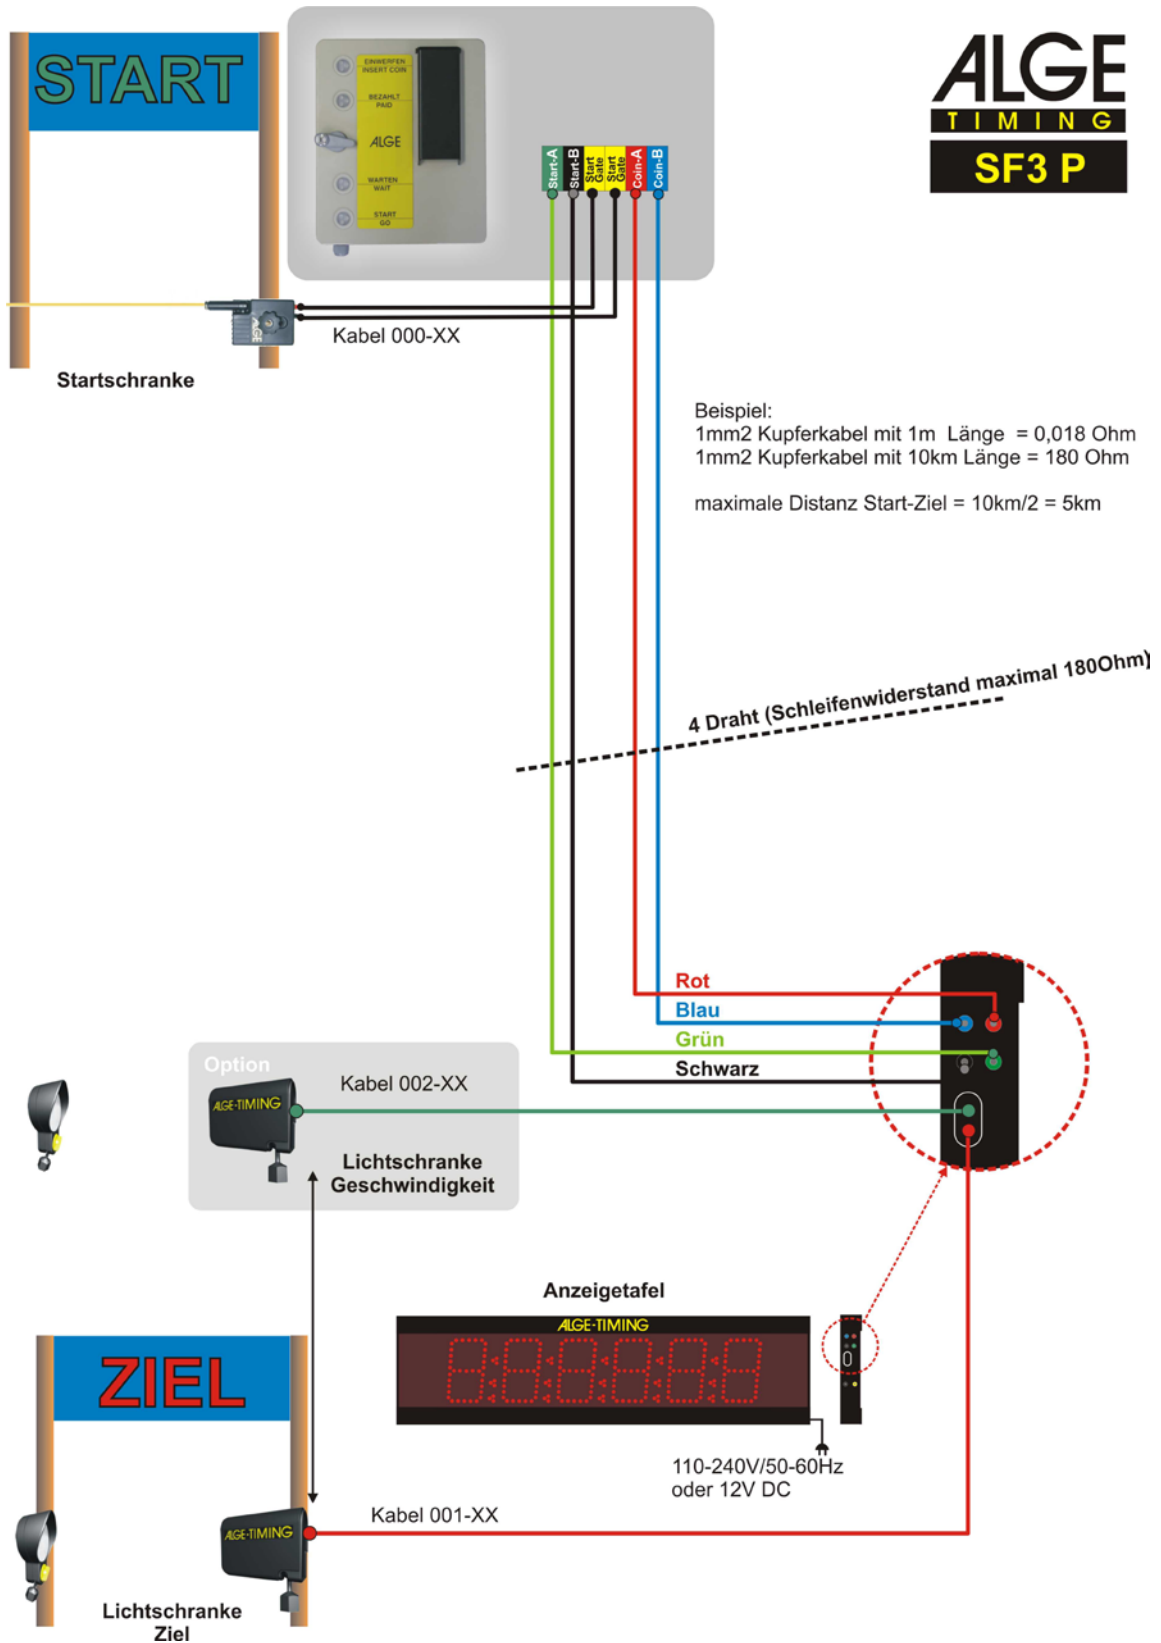 START
EINWERFEN
INSERT COIN
BEZAHLT
PAID
ALGE
WARTEN
WAIT
START
GO
Start-A
Start-B
Start Gate
Start Gate
Coin-A
Coin-B
ALGE
TIMING
SF3 P
ALGE
Kabel 000-XX
Startschranke
Beispiel:
1mm2 Kupferkabel mit 1m Länge = 0,018 Ohm
1mm2 Kupferkabel mit 10km Länge = 180 Ohm
maximale Distanz Start-Ziel = 10km/2 = 5km
4 Draht (Schleifenwiderstand maximal 180Ohm)
Rot
Blau
Grün
Schwarz
Option
Kabel 002-XX
ALGE-TIMING
Lichtschranke
Geschwindigkeit
Anzeigetafel
ALGE-TIMING
ZIEL
110-240V/50-60Hz
oder 12V DC
Kabel 001-XX
ALGE-TIMING
Lichtschranke
Ziel